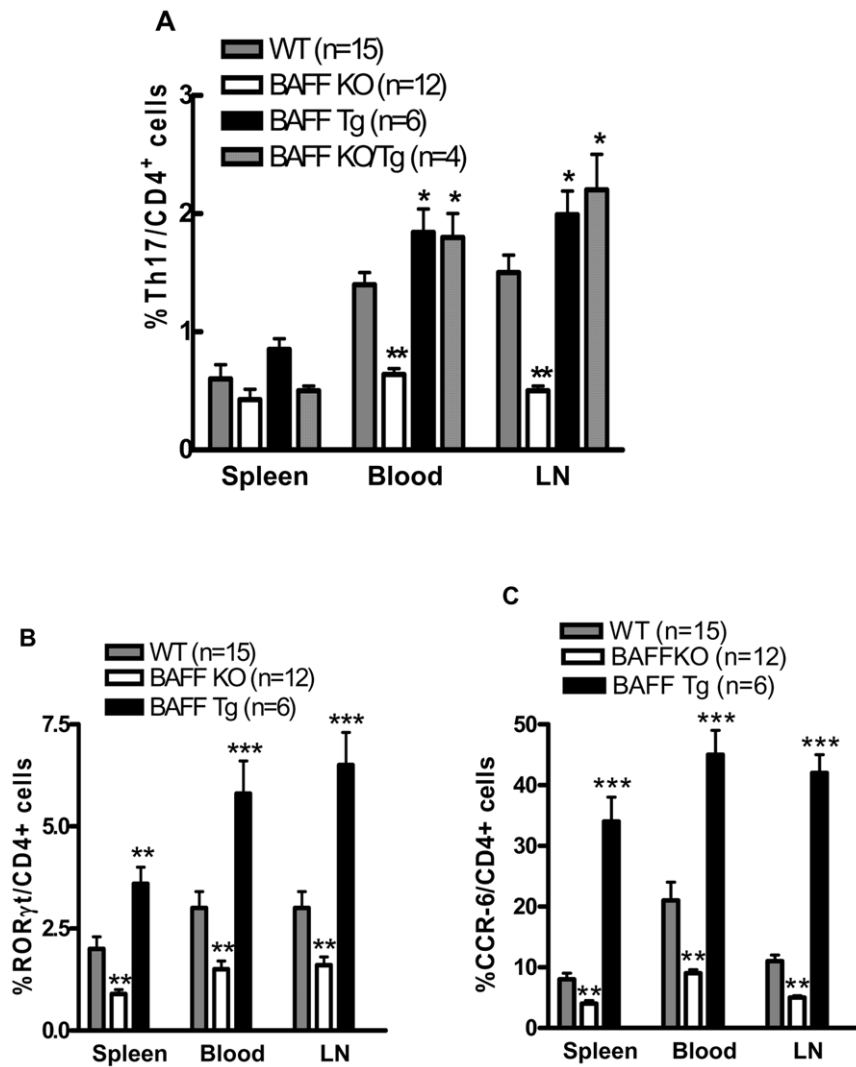 A
WT (n=15)
BAFF KO (n=12)
BAFF Tg (n=6)
BAFF KO/Tg (n=4)
%Th17/CD4+ cells
3
2
1
0
* * * *
** **
Spleen Blood LN
B
WT (n=15)
BAFF KO (n=12)
BAFF Tg (n=6)
%RORγt/CD4+ cells
7.5
5.0
2.5
0.0
** *** ***
** ** **
Spleen Blood LN
C
WT (n=15)
BAFFKO (n=12)
BAFF Tg (n=6)
%CCR-6/CD4+ cells
50
40
30
20
10
0
*** *** ***
** ** **
Spleen Blood LN